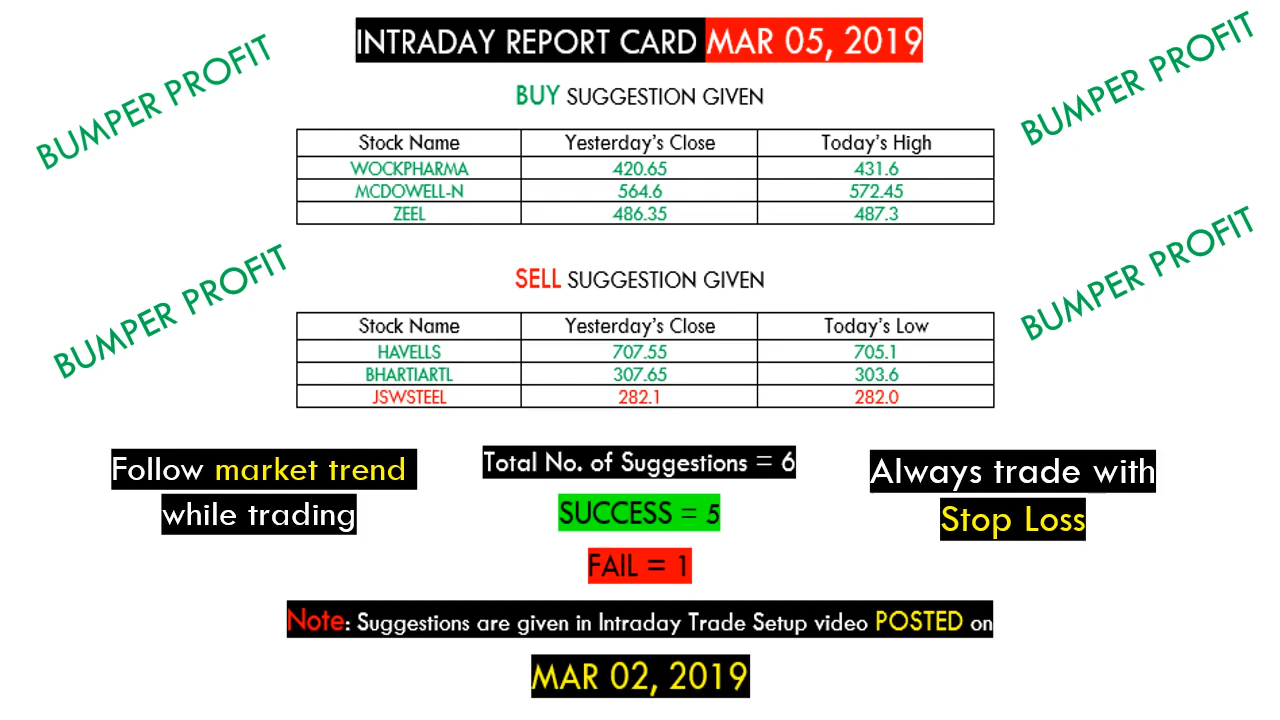 INTRADAY REPORT CARD MAR 05, 2019
BUMPER PROFIT
BUMPER PROFIT
BUY SUGGESTION GIVEN
Stock Name Yesterday's Close Today's High
WOCKPHARMA 420.65 431.6
MCDOWELL-N 564.6 572.45
ZEEL 486.35 487.3
BUMPER PROFIT
BUMPER PROFIT
SELL SUGGESTION GIVEN
Stock Name Yesterday's Close Today's Low
HAVELLS 707.55 705.1
BHARTIARTL 307.65 303.6
JSWSTEEL 282.1 282.0
Follow market trend
while trading
Total No. of Suggestions = 6
SUCCESS = 5
FAIL = 1
Always trade with
Stop Loss
Note: Suggestions are given in Intraday Trade Setup video POSTED on
MAR 02, 2019